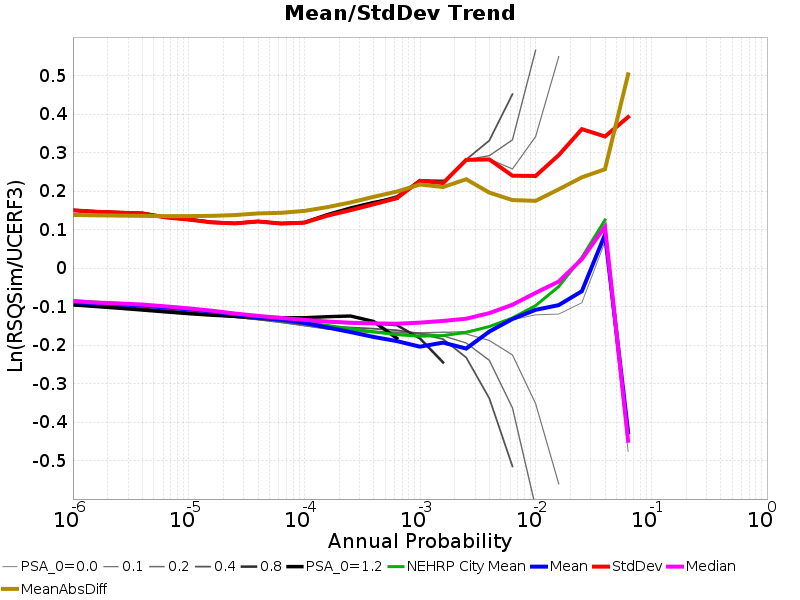 Mean/StdDev Trend
Ln(RSQSim/UCERF3)
0.5
0.4
0.3
0.2
0.1
0
-0.1
-0.2
-0.3
-0.4
-0.5
10^-6 10^-5 10^-4 10^-3 10^-2 10^-1 10^0
Annual Probability
PSA_0=0.0 0.1 0.2 0.4 0.8 PSA_0=1.2 NEHRP City Mean Mean StdDev Median
MeanAbsDiff